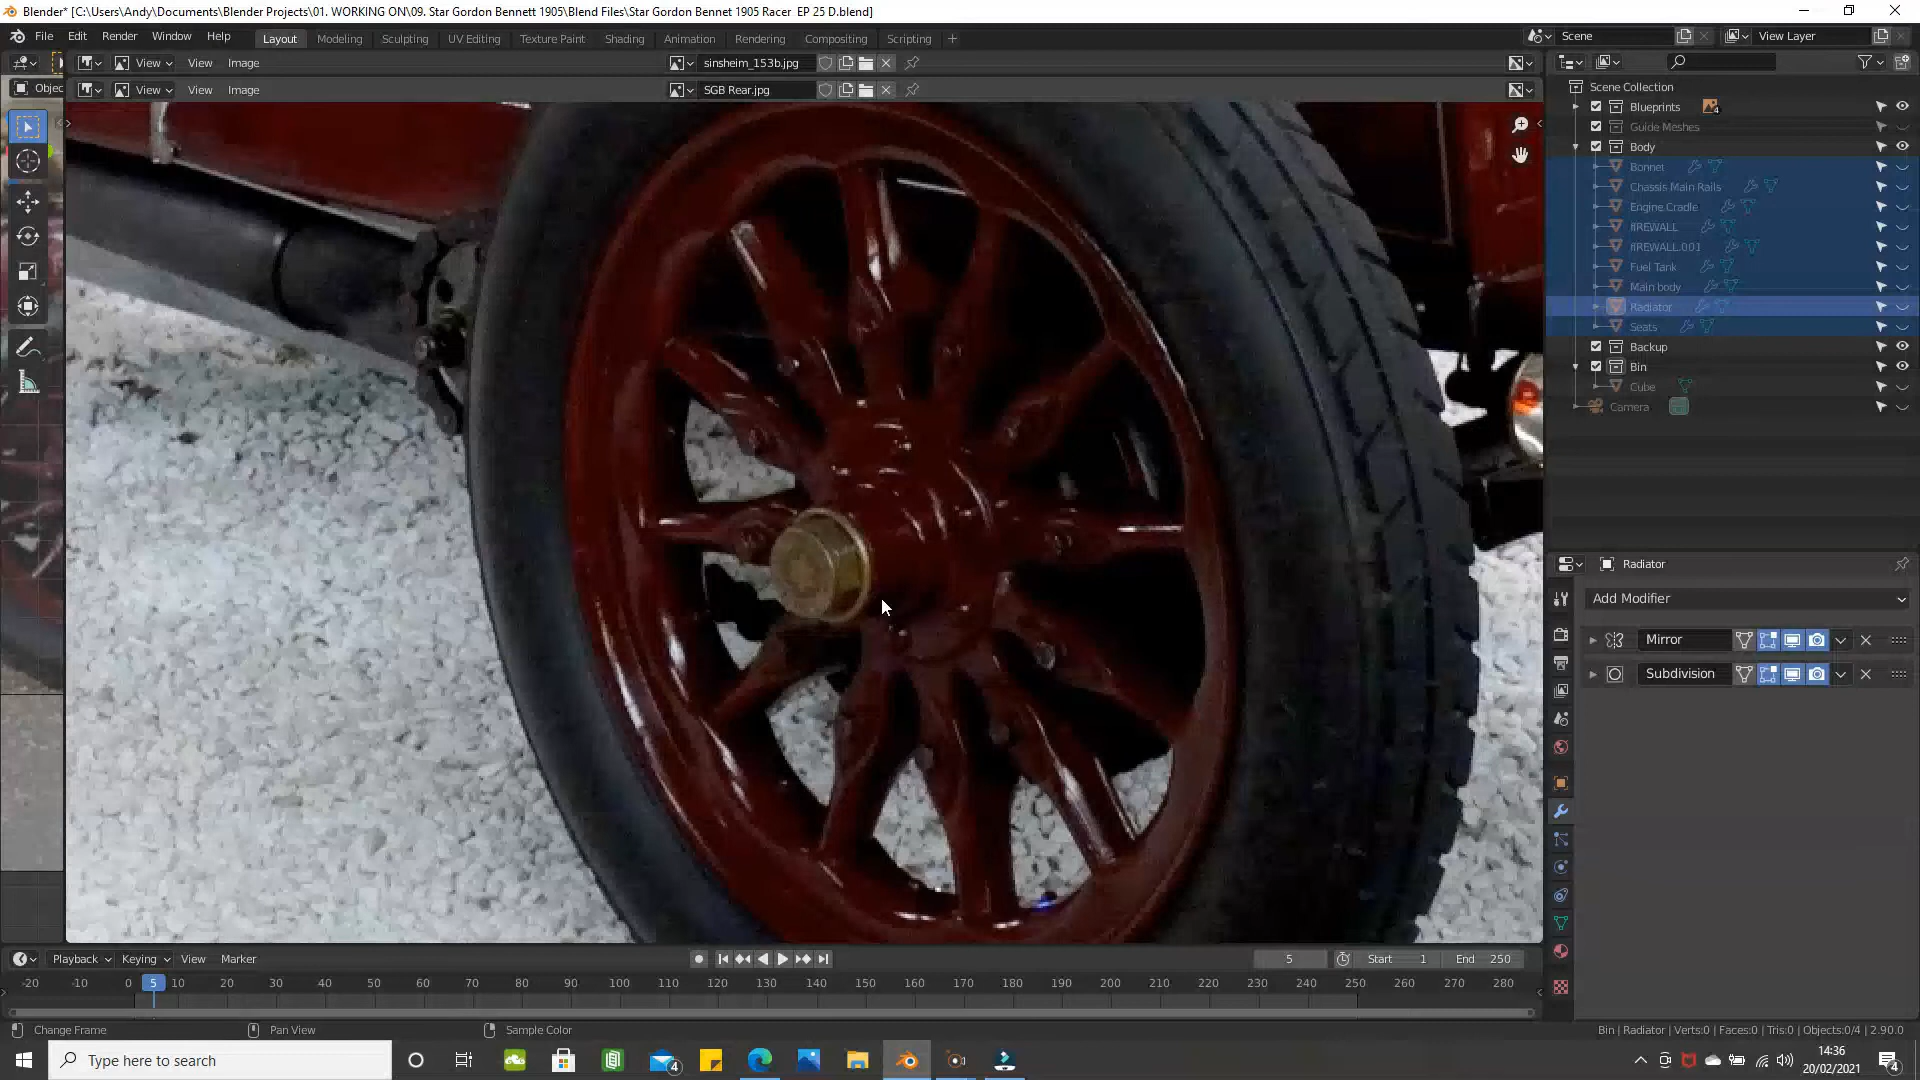 Blender* [C:\Users\Andy\Documents\Blender Projects\01. WORKING ON\09. Star Gordon Bennett 1905\Blend Files\Star Gordon Bennet 1905 Racer  EP 25 D.blend]
File Edit Render Window Help Layout Modeling Sculpting UV Editing Texture Paint Shading Animation Rendering Compositing Scripting + Scene View Layer
View View Image sinsheim_153b.jpg
Objec View View Image SGB Rear.jpg
Scene Collection
Blueprints 4
Guide Meshes
Body
Bonnet
Chassis Main Rails
Engine Cradle
fIREWALL
fIREWALL.001
Fuel Tank
Main body
Radiator
Seats
Backup
Bin
Cube
Camera
Radiator
Add Modifier
Mirror
Subdivision
Playback Keying View Marker 5 Start 1 End 250
-20 -10 0 5 10 20 30 40 50 60 70 80 90 100 110 120 130 140 150 160 170 180 190 200 210 220 230 240 250 260 270 280
Change Frame Pan View Sample Color Bin | Radiator | Verts:0 | Faces:0 | Tris:0 | Objects:0/4 | 2.90.0
Type here to search 4 14:36
20/02/2021 4